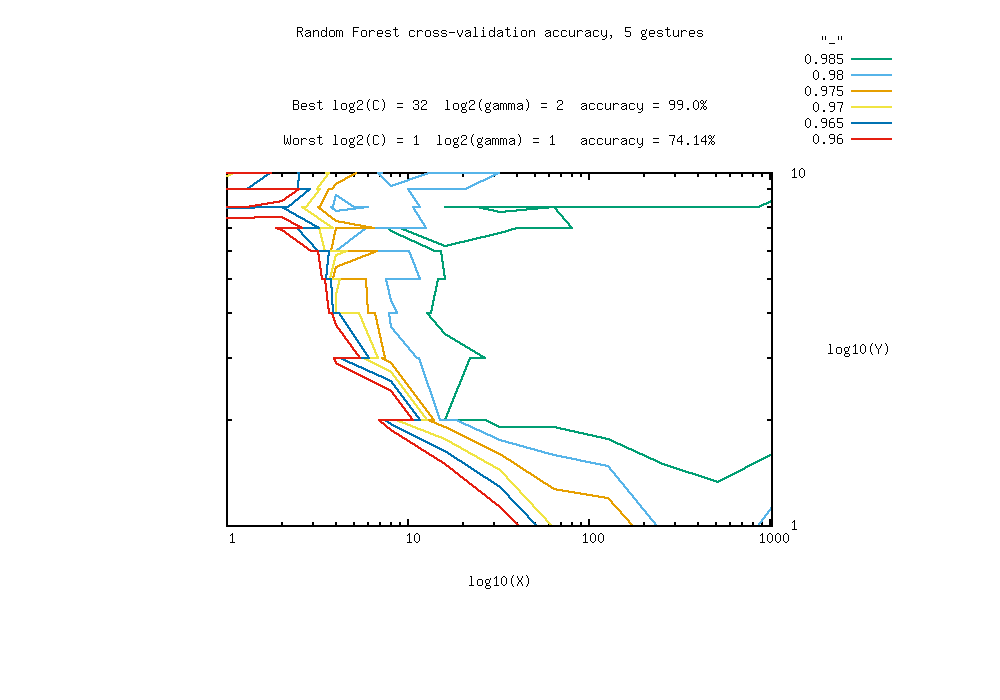 Random Forest cross-validation accuracy, 5 gestures
"_"
0.985
0.98
0.975
0.97
0.965
0.96
Best log2(C) = 32  log2(gamma) = 2  accuracy = 99.0%
Worst log2(C) = 1  log2(gamma) = 1   accuracy = 74.14%
10
log10(Y)
1
1 10 100 1000
log10(X)